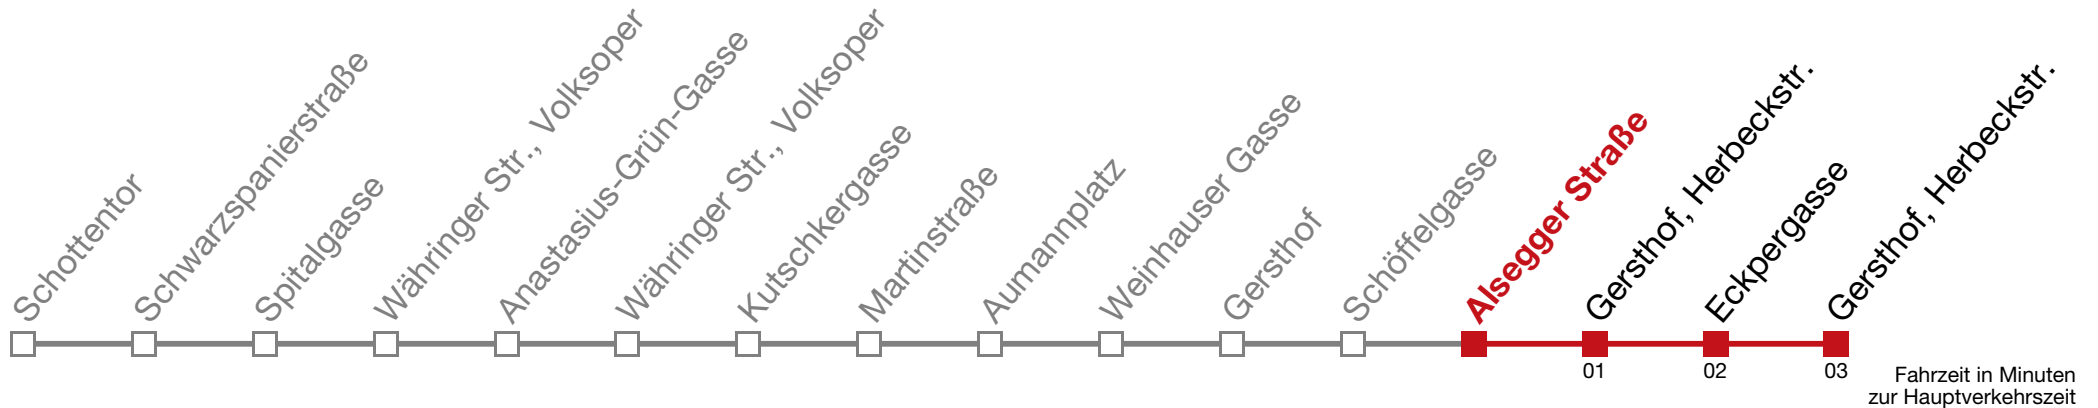 Schottentor
Schwarzspanierstraße
Spitalgasse
Währinger Str., Volksoper
Anastasius-Grün-Gasse
Währinger Str., Volksoper
Kutschkergasse
Martinstraße
Aumannplatz
Weinhauser Gasse
Gersthof
Schöffelgasse
Alsegger Straße
Gersthof, Herbeckstr.
Eckpergasse
Gersthof, Herbeckstr.
01
02
03
Fahrzeit in Minuten
zur Hauptverkehrszeit